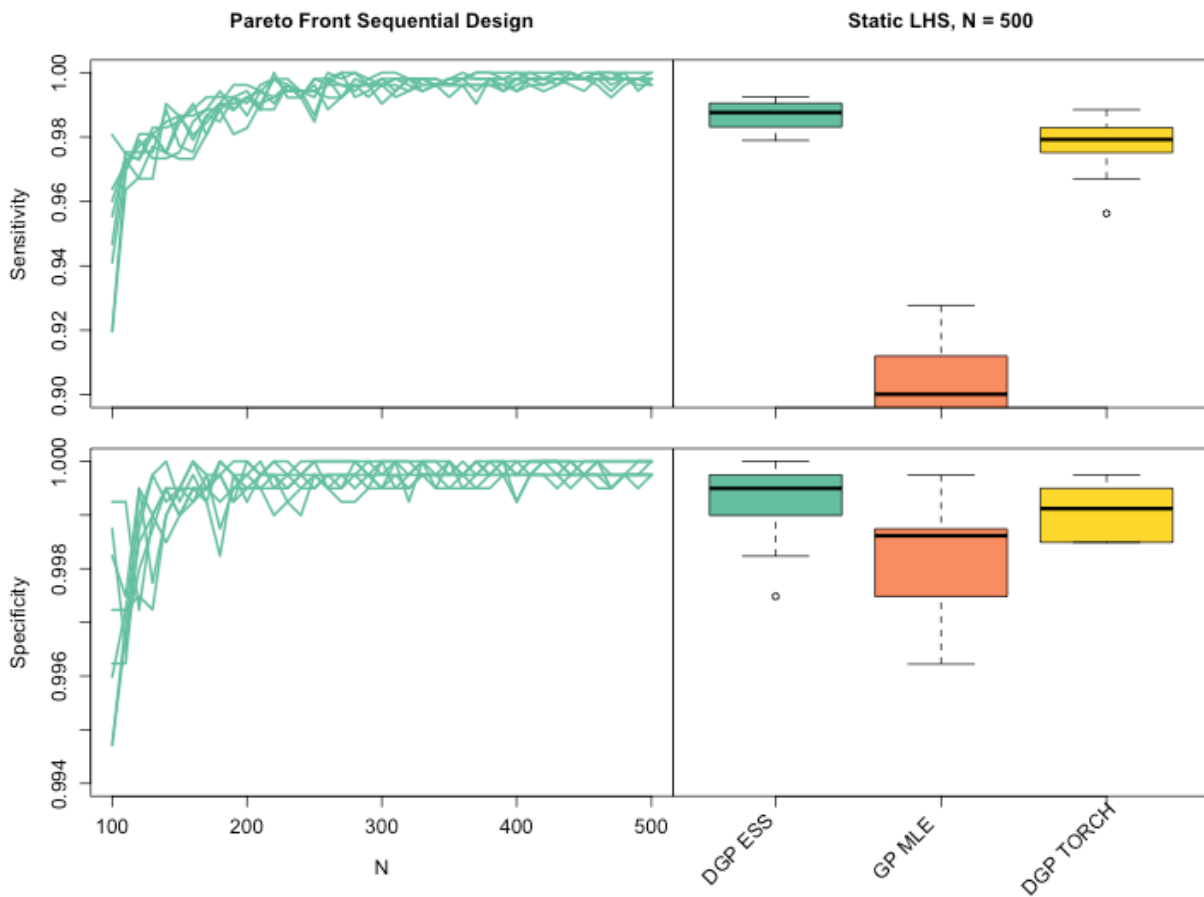 Pareto Front Sequential Design
Static LHS, N = 500
Sensitivity
1.00
0.98
0.96
0.94
0.92
0.90
Specificity
1.000
0.998
0.996
0.994
100
200
300
400
500
N
DGP ESS
GP MLE
DGP TORCH